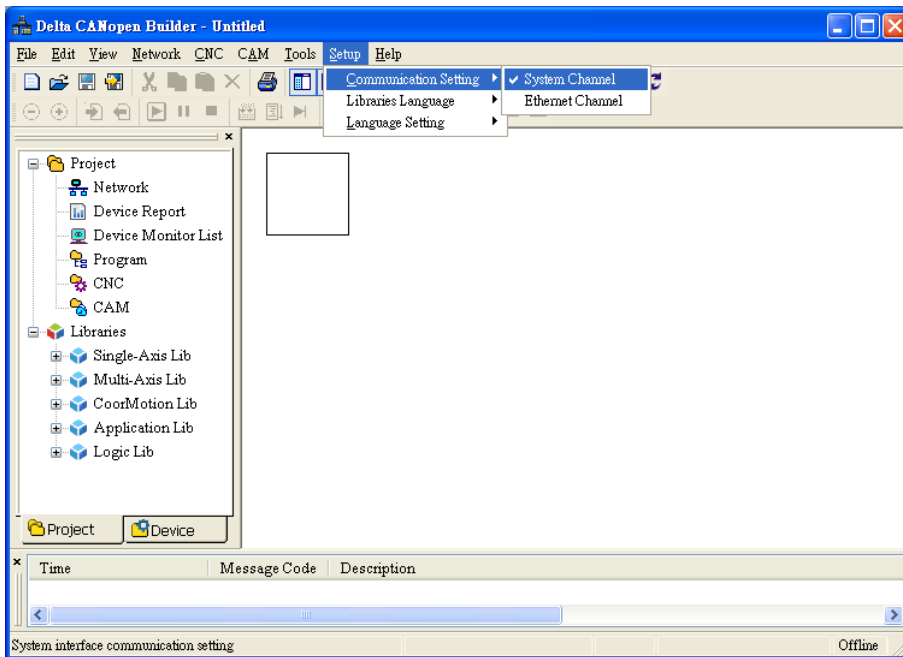 Delta CANopen Builder - Untitled
File Edit View Network CNC CAM Tools Setup Help
Communication Setting
System Channel
Libraries Language
Ethernet Channel
Language Setting
Project
Network
Device Report
Device Monitor List
Program
CNC
CAM
Libraries
Single-Axis Lib
Multi-Axis Lib
CoorMotion Lib
Application Lib
Logic Lib
Project Device
Time Message Code Description
System interface communication setting Offline